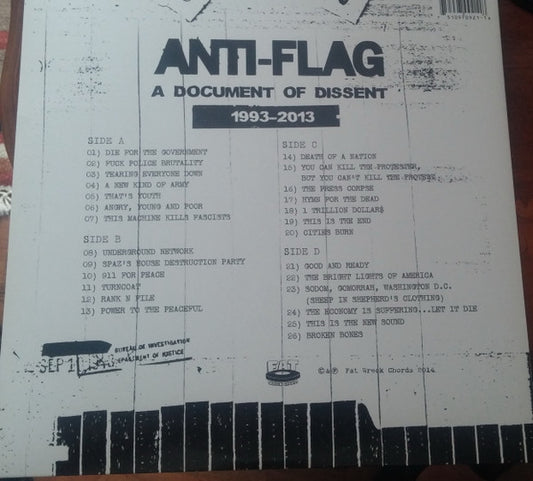 ANTI-FLAG
A DOCUMENT OF DISSENT
1993-2013
SIDE A
01) DIE FOR THE GOVERNMENT
02) FUCK POLICE BRUTALITY
03) TEARING EVERYONE DOWN
04) A NEW KIND OF ARMY
05) THAT'S YOUTH
06) ANGRY, YOUNG AND POOR
07) THIS MACHINE KILLS FASCISTS
SIDE B
08) UNDERGROUND NETWORK
09) SPAZ'S HOUSE DESTRUCTION PARTY
10) 911 FOR PEACE
11) TURNCOAT
12) RANK N FILE
13) POWER TO THE PEACEFUL
SIDE C
14) DEATH OF A NATION
15) YOU CAN KILL THE PROTESTER,
BUT YOU CAN'T KILL THE PROTEST
16) THE PRESS CORPSE
17) HYMN FOR THE DEAD
18) 1 TRILLION DOLLAR$
19) THIS IS THE END
20) CITIES BURN
SIDE D
21) GOOD AND READY
22) THE BRIGHT LIGHTS OF AMERICA
23) SODOM, GOMORRAH, WASHINGTON D.C.
(SHEEP IN SHEPHERD'S CLOTHING)
24) THE ECONOMY IS SUFFERING...LET IT DIE
25) THIS IS THE NEW SOUND
26) BROKEN BONES
SEP 1
BUREAU OF INVESTIGATION
DEPARTMENT OF JUSTICE
FAT
©&℗ Fat Wreck Chords 2014